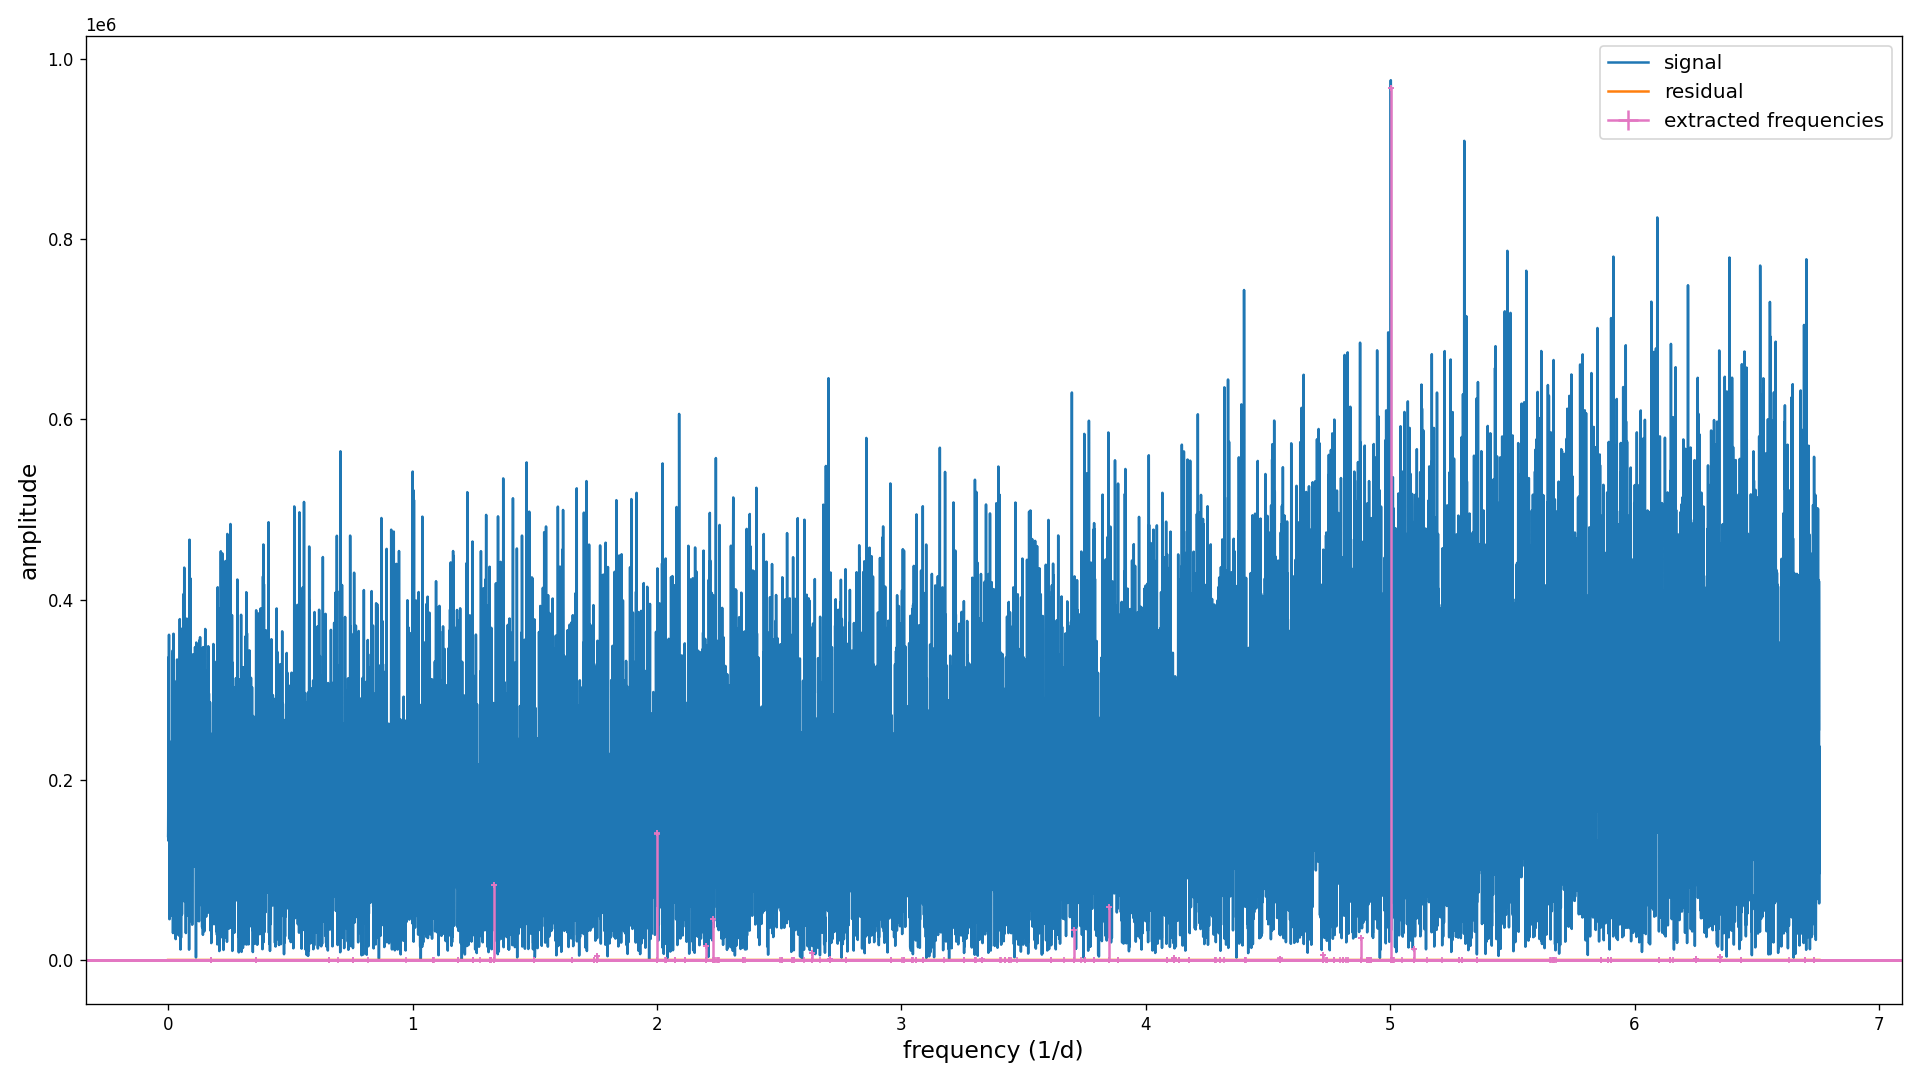 1e6
1.0
0.8
0.6
0.4
0.2
0.0
amplitude
signal
residual
extracted frequencies
0 1 2 3 4 5 6 7
frequency (1/d)